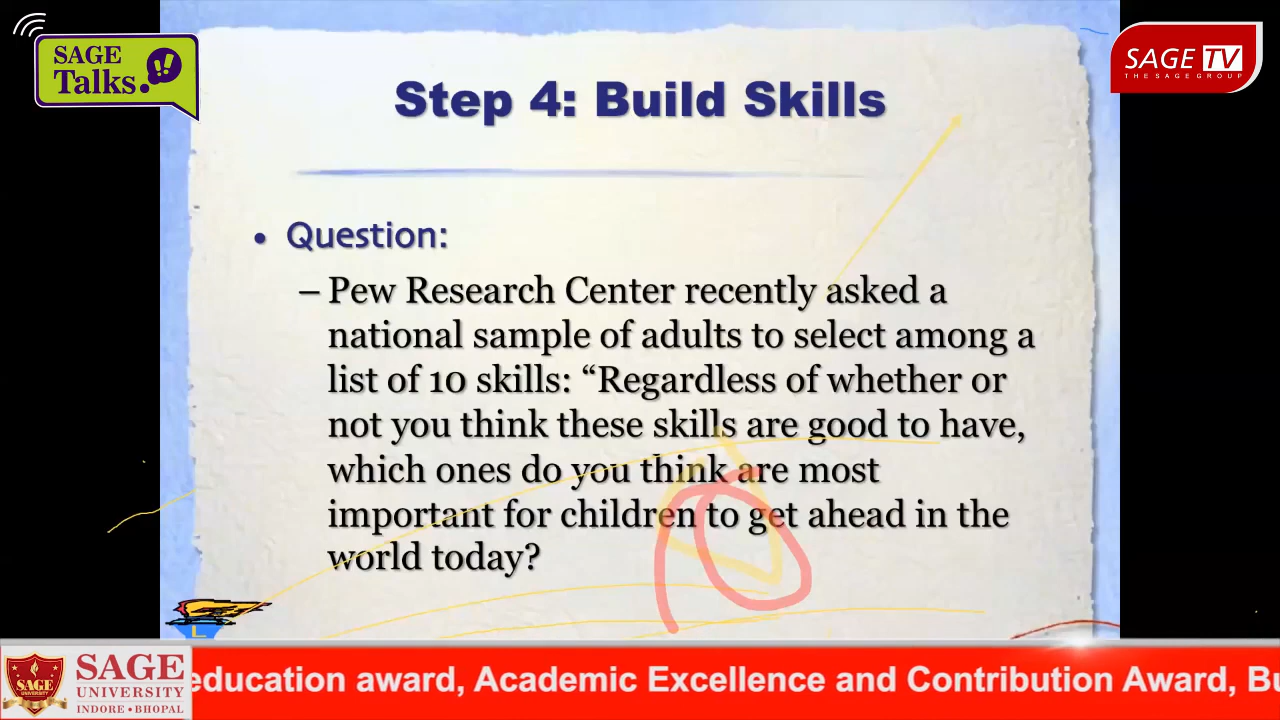 SAGE
Talks.
SAGE TV
THE SAGE GROUP
Step 4: Build Skills
• Question:
– Pew Research Center recently asked a
national sample of adults to select among a
list of 10 skills: “Regardless of whether or
not you think these skills are good to have,
which ones do you think are most
important for children to get ahead in the
world today?
SAGE
UNIVERSITY
SAGE
UNIVERSITY
INDORE • BHOPAL
education award, Academic Excellence and Contribution Award, Bu